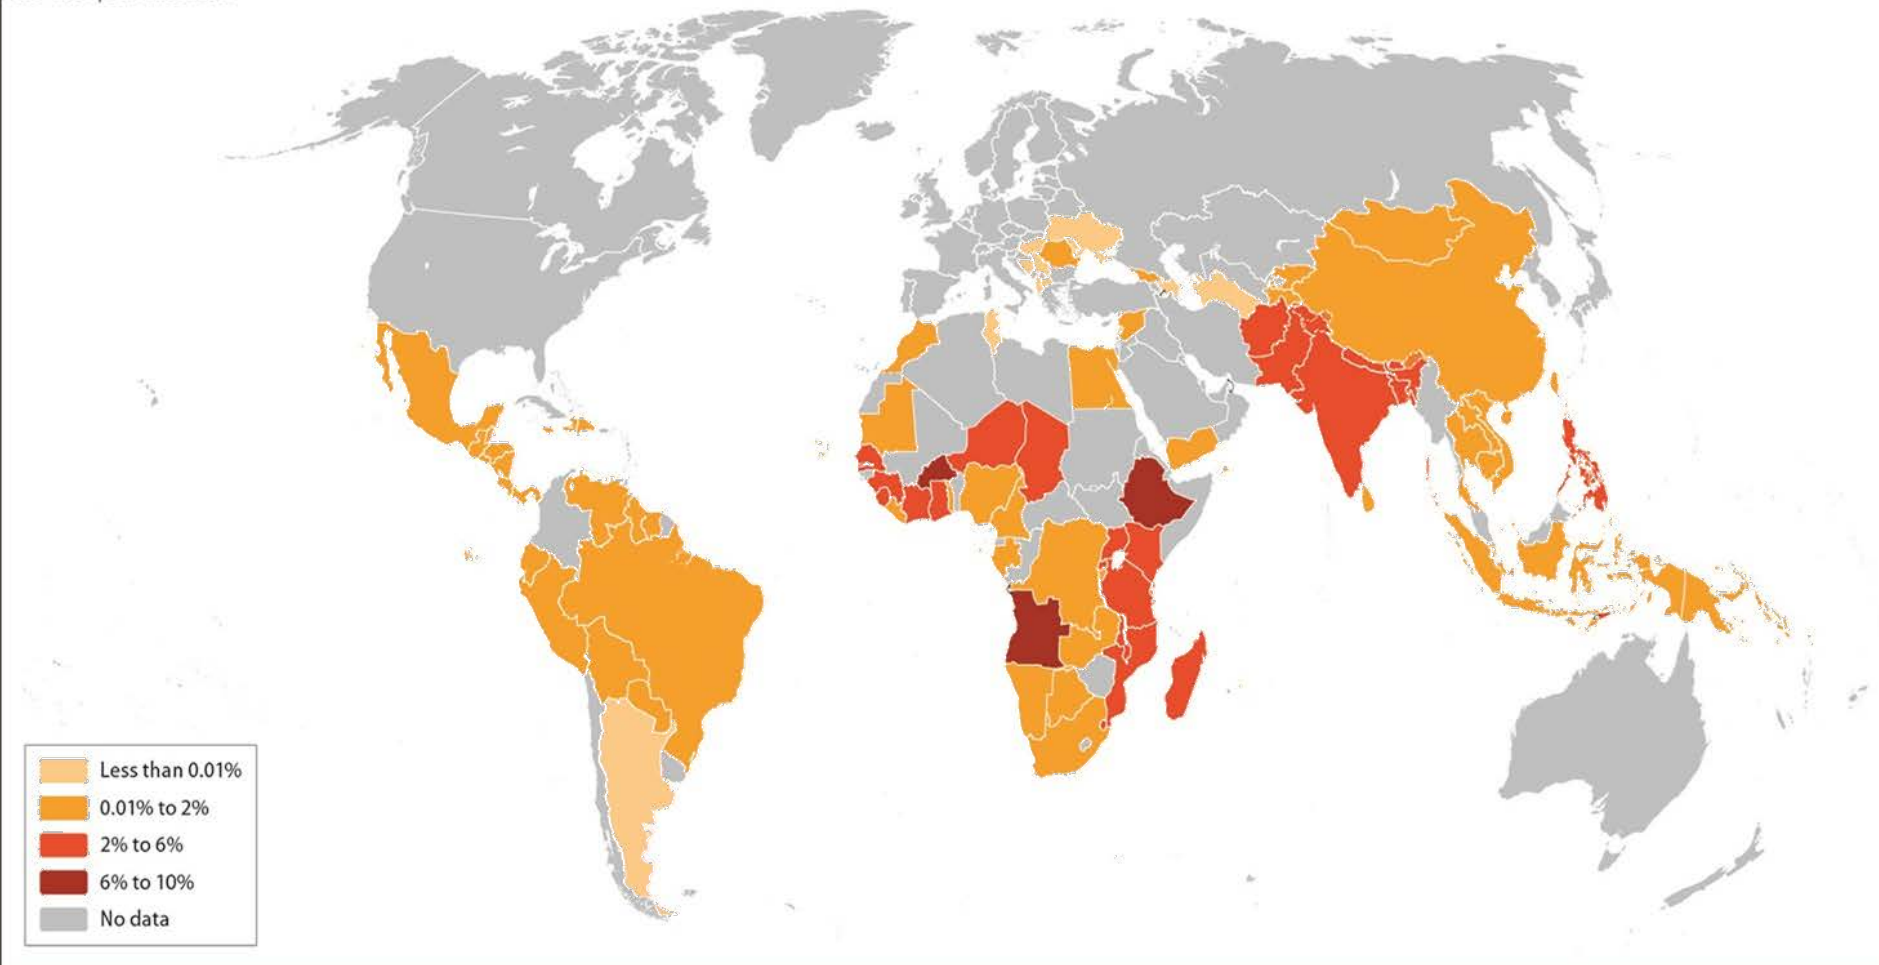 Less than 0.01%
0.01% to 2%
2% to 6%
6% to 10%
No data